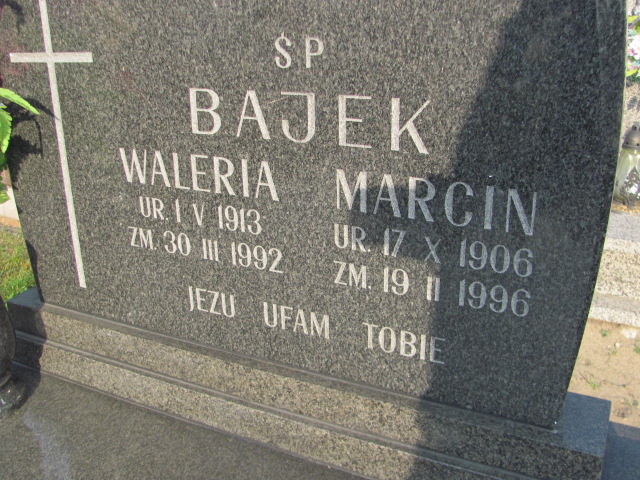 ŚP
BAJEK
WALERIA
UR. 1 V 1913
ZM. 30 III 1992
MARCIN
UR. 17 X 1906
ZM. 19 II 1996
JEZU UFAM TOBIE